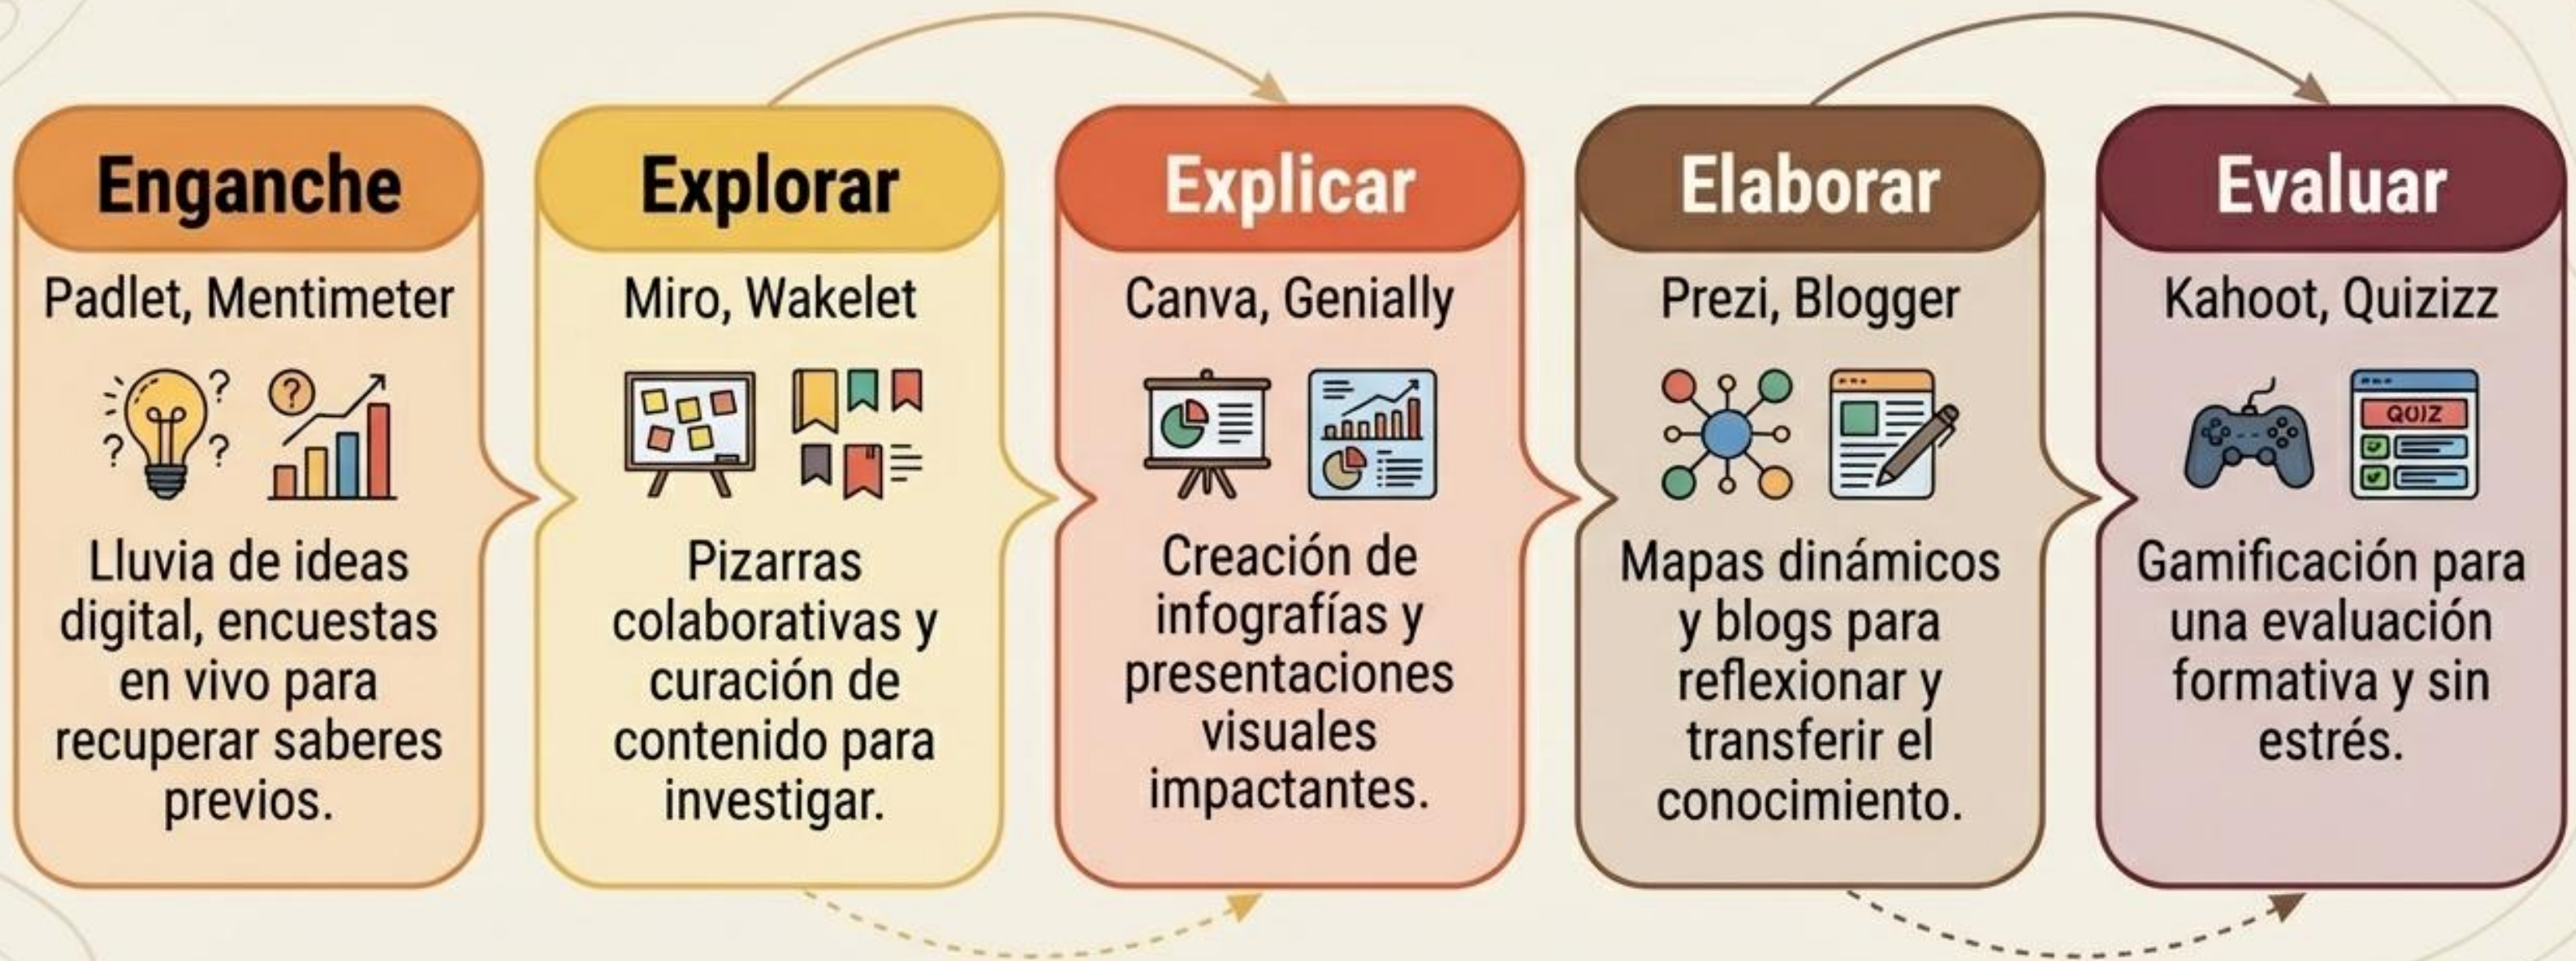 Enganche
Padlet, Mentimeter
?
?
?
?
?
Lluvia de ideas
digital, encuestas
en vivo para
recuperar saberes
previos.
Explorar
Miro, Wakelet
Pizarras
colaborativas y
curación de
contenido para
investigar.
Explicar
Canva, Genially
Creación de
infografías y
presentaciones
visuales
impactantes.
Elaborar
Prezi, Blogger
Mapas dinámicos
y blogs para
reflexionar y
transferir el
conocimiento.
Evaluar
Kahoot, Quizizz
QUIZ
Gamificación para
una evaluación
formativa y sin
estrés.